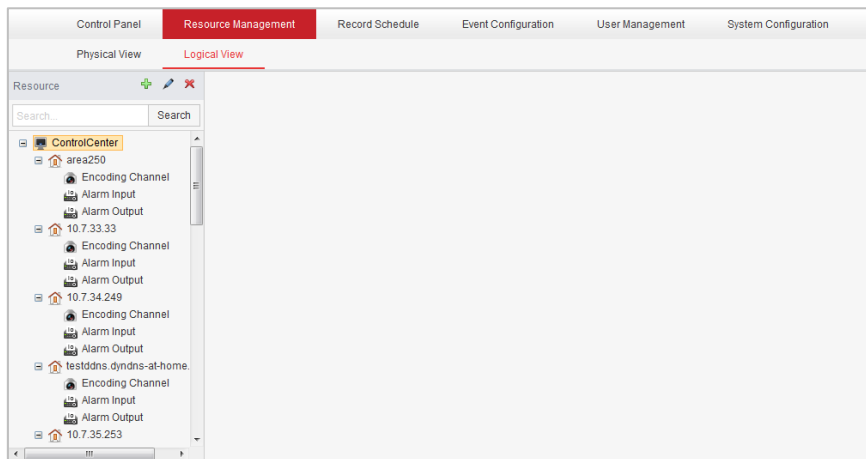 Control Panel Resource Management Record Schedule Event Configuration User Management System Configuration
Physical View Logical View
Resource
Search... Search
ControlCenter
area250
Encoding Channel
Alarm Input
Alarm Output
10.7.33.33
Encoding Channel
Alarm Input
Alarm Output
10.7.34.249
Encoding Channel
Alarm Input
Alarm Output
testddns.dyndns-at-home.
Encoding Channel
Alarm Input
Alarm Output
10.7.35.253